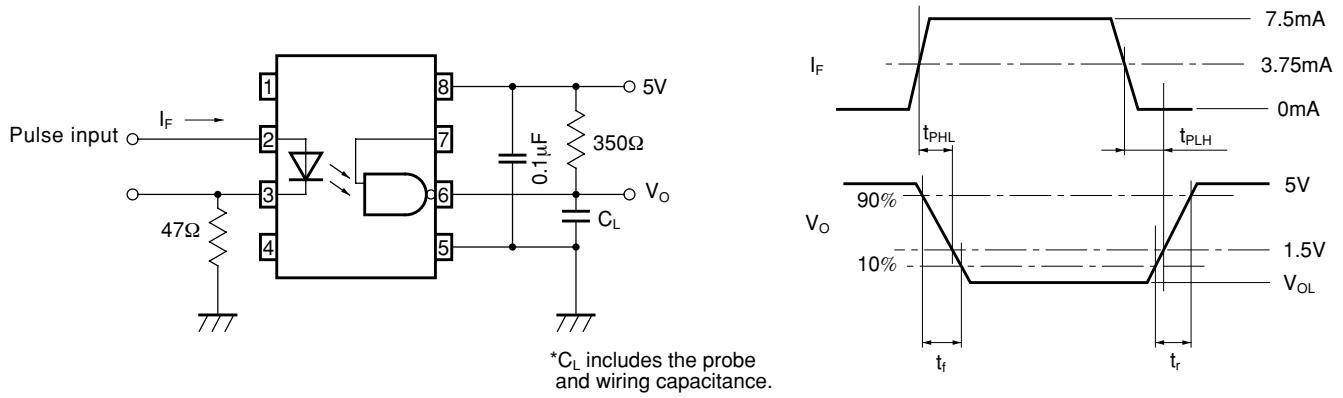 Pulse input
I_F
47Ω
1
2
3
4
8
7
6
5
0.1μF
350Ω
5V
V_O
C_L
*C_L includes the probe
and wiring capacitance.
I_F
7.5mA
3.75mA
0mA
t_PHL
t_PLH
V_O
90%
10%
5V
1.5V
V_OL
t_f
t_r